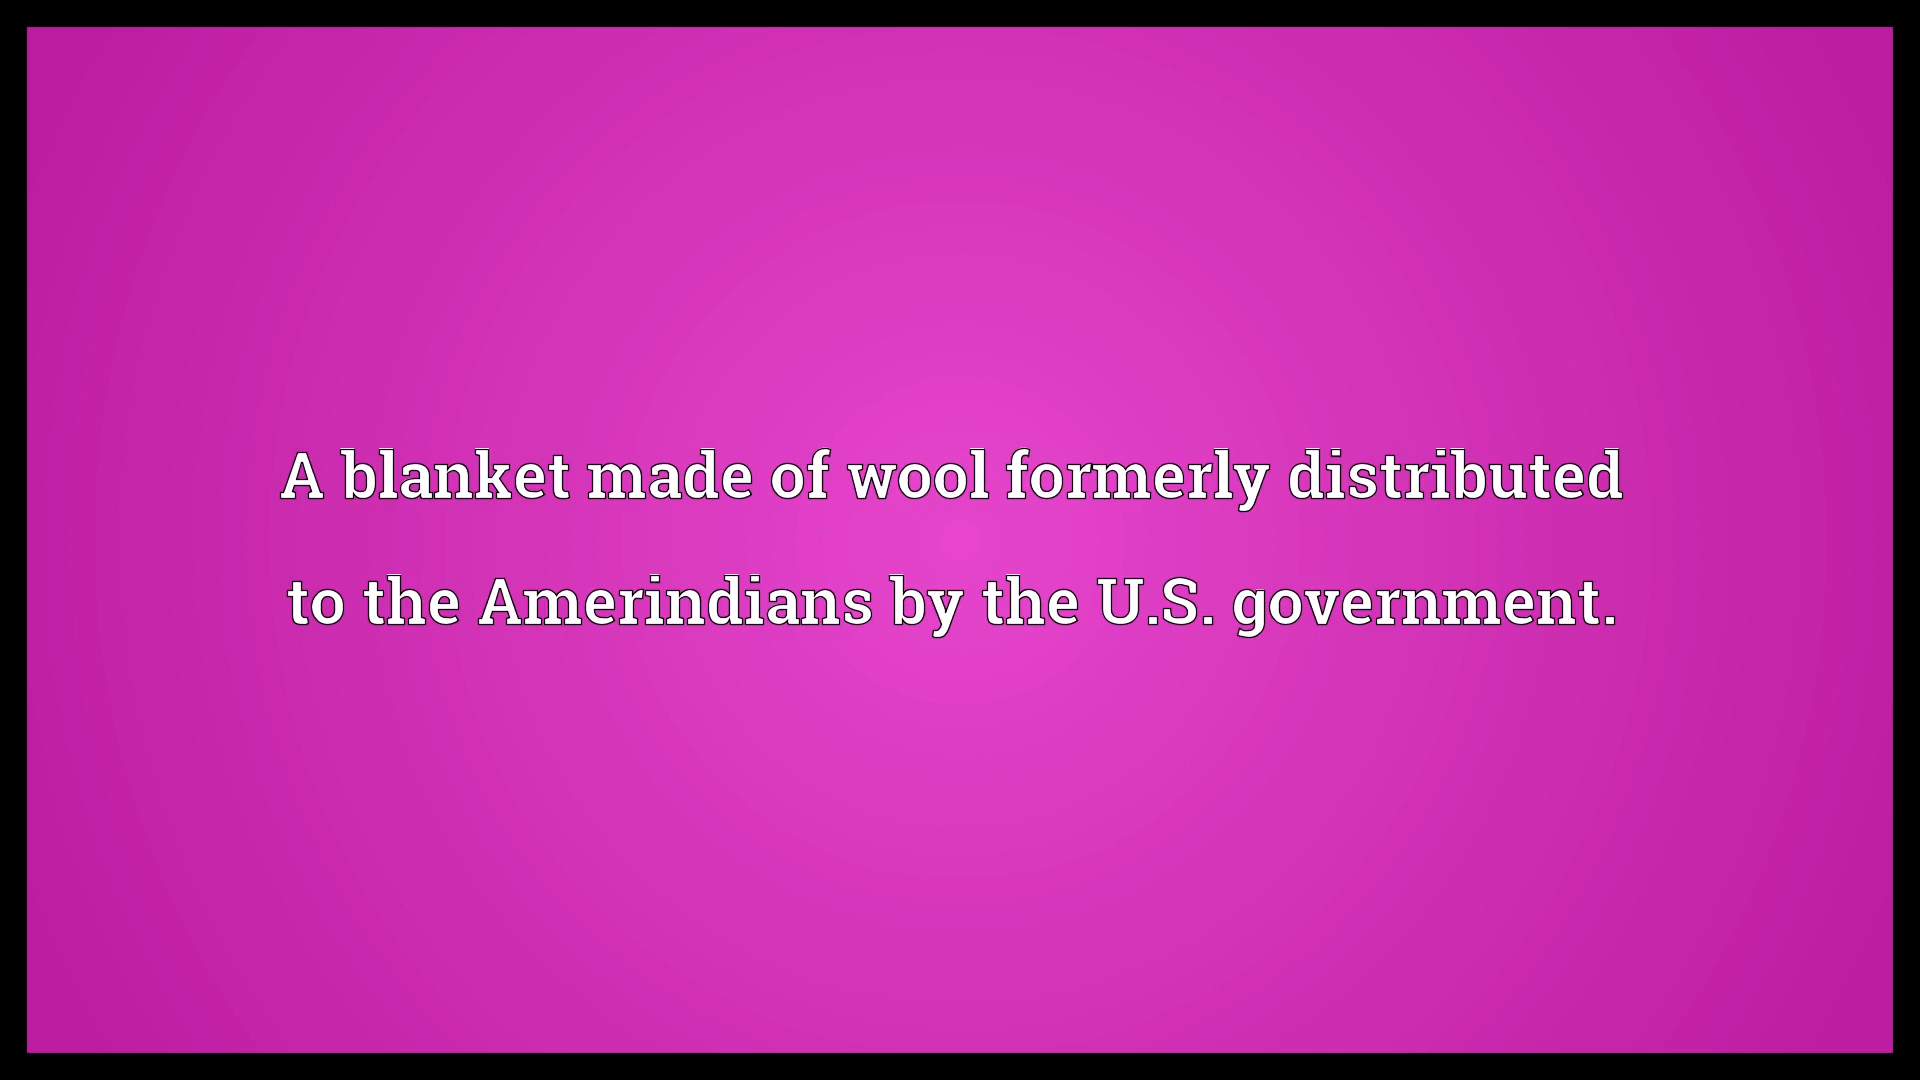 A blanket made of wool formerly distributed
to the Amerindians by the U.S. government.